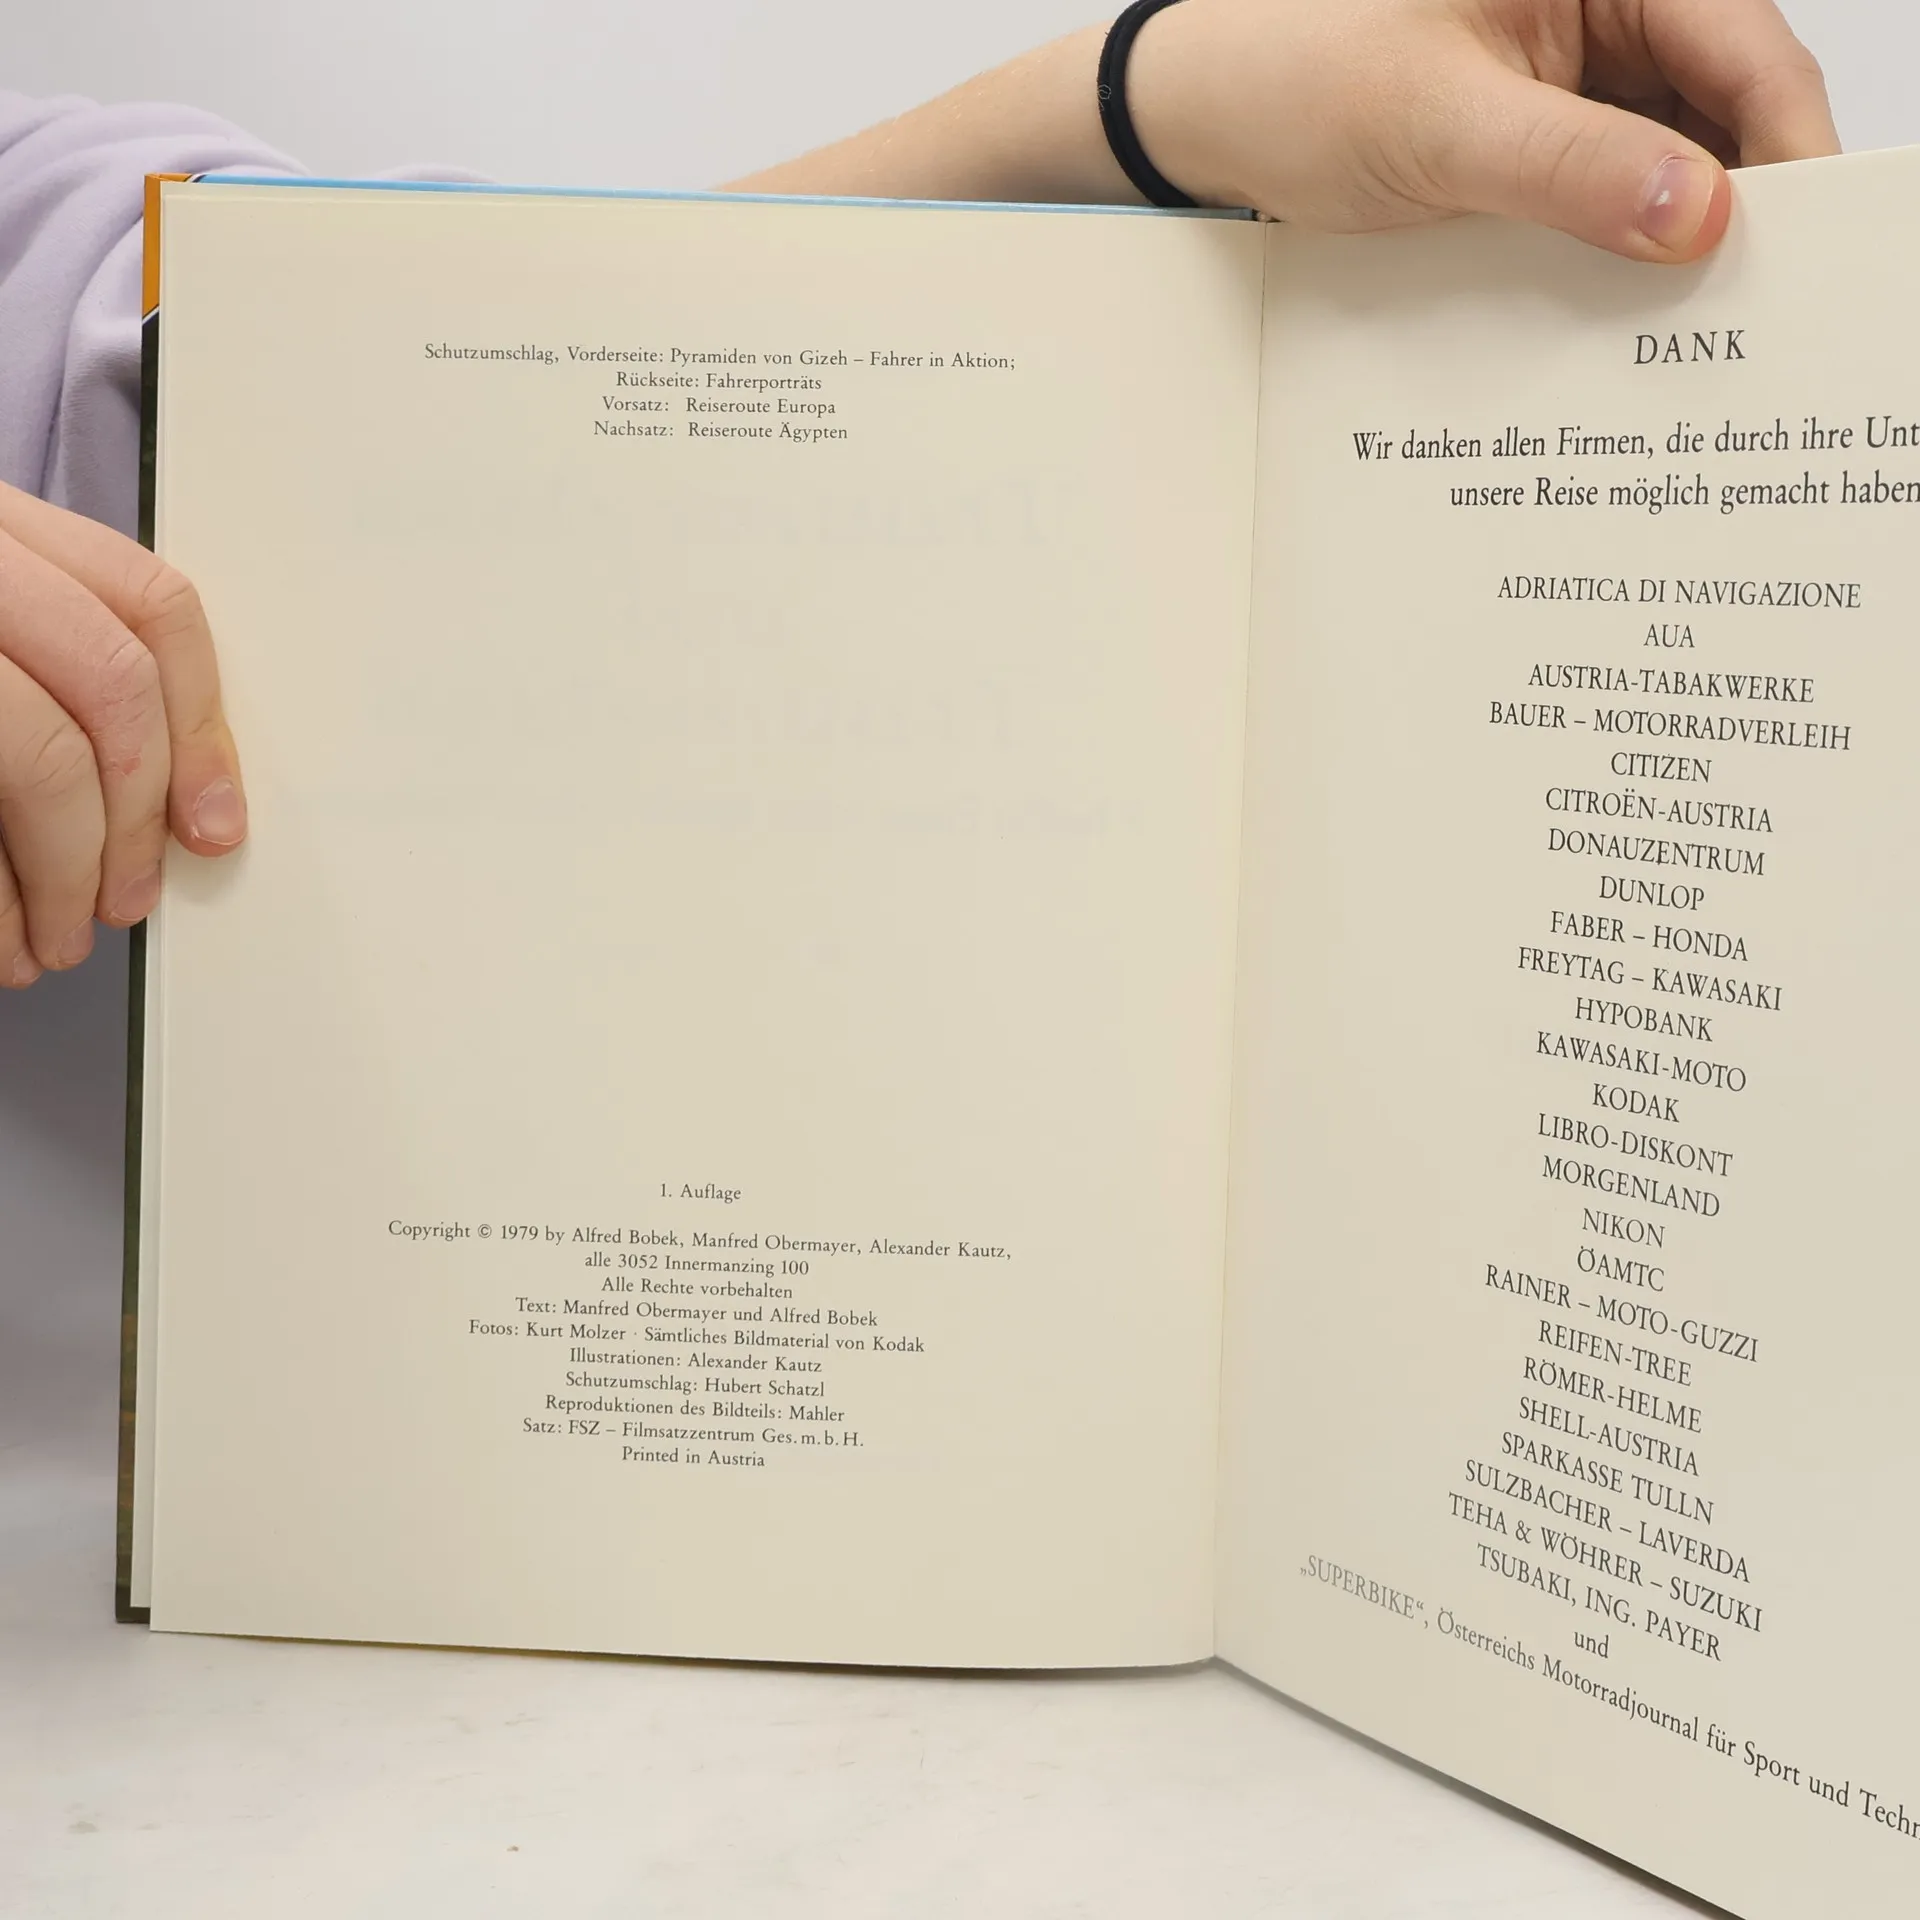 Schutzumschlag, Vorderseite: Pyramiden von Gizeh – Fahrer in Aktion;
Rückseite: Fahrerporträts
Vorsatz: Reiseroute Europa
Nachsatz: Reiseroute Ägypten
1. Auflage
Copyright © 1979 by Alfred Bobek, Manfred Obermayer, Alexander Kautz,
alle 3052 Innermanzing 100
Alle Rechte vorbehalten
Text: Manfred Obermayer und Alfred Bobek
Fotos: Kurt Molzer · Sämtliches Bildmaterial von Kodak
Illustrationen: Alexander Kautz
Schutzumschlag: Hubert Schatzl
Reproduktionen des Bildteils: Mahler
Satz: FSZ – Filmsatzzentrum Ges.m.b.H.
Printed in Austria
DANK
Wir danken allen Firmen, die durch ihre
unsere Reise möglich gemacht haben
ADRIATICA DI NAVIGAZIONE
AUA
AUSTRIA-TABAKWERKE
BAUER – MOTORRADVERLEIH
CITIZEN
CITROËN-AUSTRIA
DONAUZENTRUM
DUNLOP
FABER – HONDA
FREYTAG – KAWASAKI
HYPOBANK
KAWASAKI-MOTO
KODAK
LIBRO-DISKONT
MORGENLAND
NIKON
ÖAMTC
RAINER – MOTO-GUZZI
REIFEN-TREE
RÖMER-HELME
SHELL-AUSTRIA
SPARKASSE TULLN
SULZBACHER – LAVERDA
TEHA & WÖHRER – SUZUKI
TSUBAKI, ING. PAYER
und
„SUPERBIKE“, Österreichs Motorradjournal für Sport und